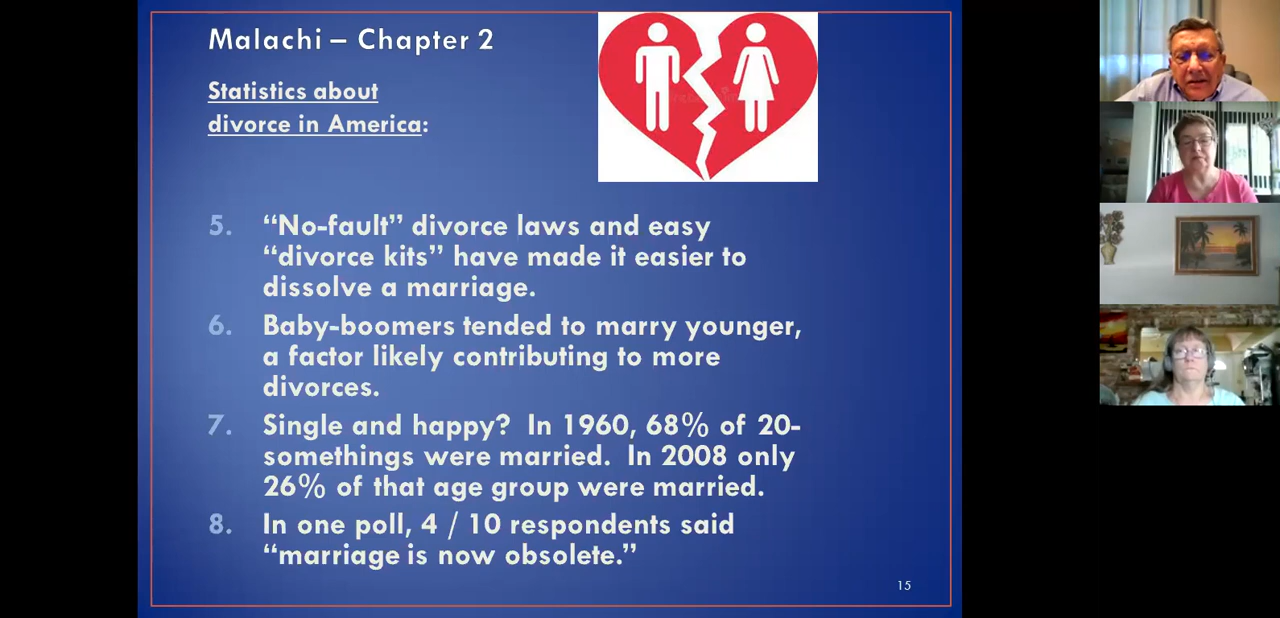 Malachi – Chapter 2
Statistics about
divorce in America:
5. “No-fault” divorce laws and easy
“divorce kits” have made it easier to
dissolve a marriage.
6. Baby-boomers tended to marry younger,
a factor likely contributing to more
divorces.
7. Single and happy? In 1960, 68% of 20-
somethings were married. In 2008 only
26% of that age group were married.
8. In one poll, 4 / 10 respondents said
“marriage is now obsolete.”
15